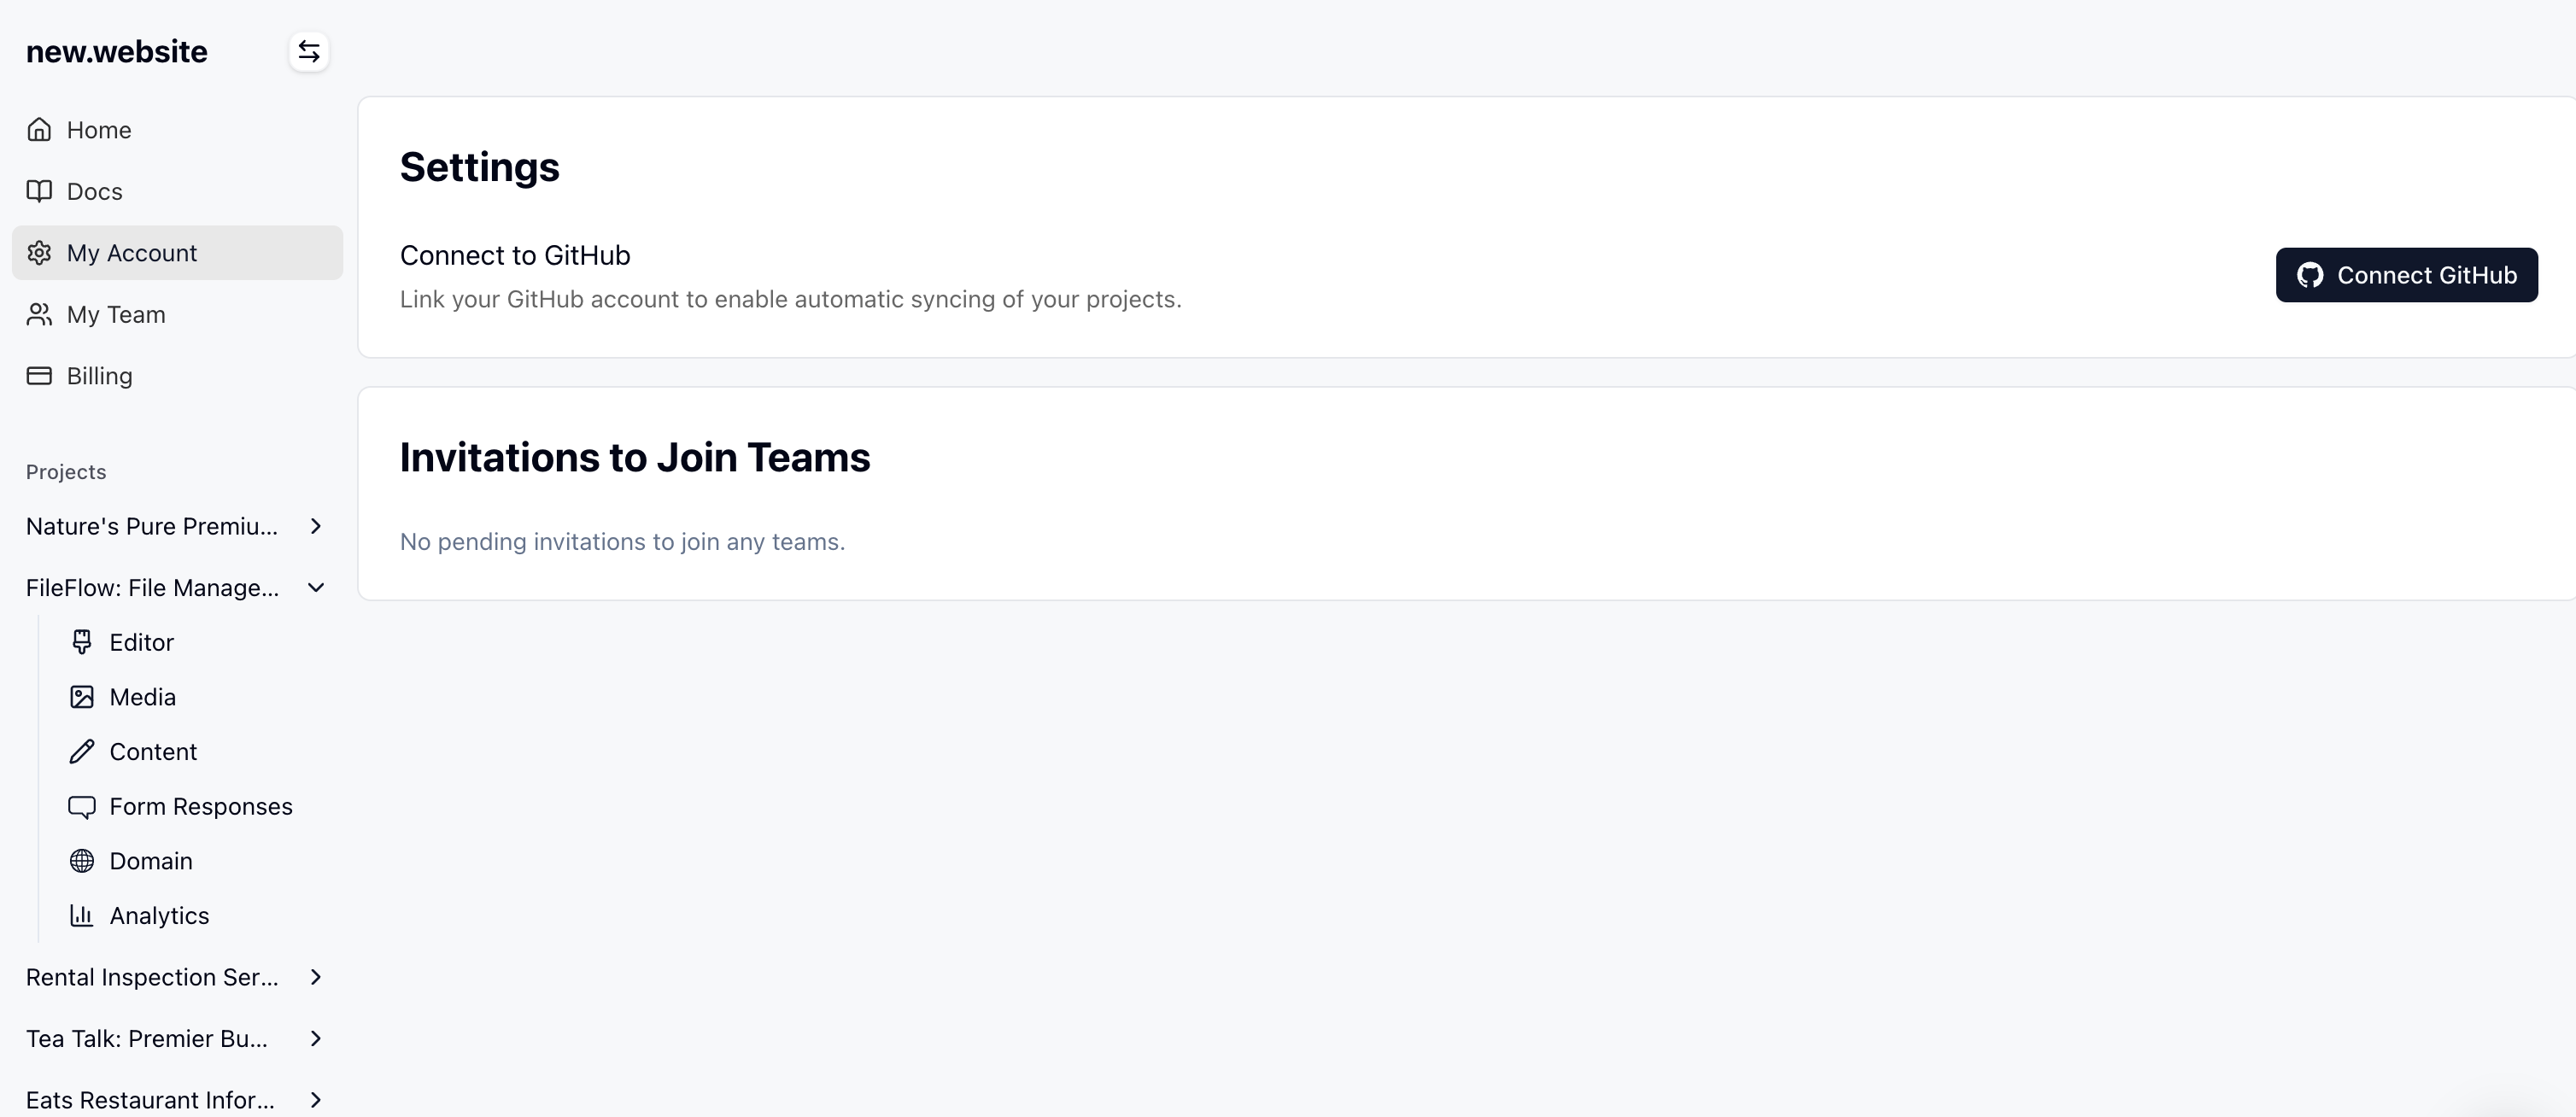 new.website
Home
Docs
My Account
My Team
Billing
Projects
Nature's Pure Premiu...
FileFlow: File Manage...
Editor
Media
Content
Form Responses
Domain
Analytics
Rental Inspection Ser...
Tea Talk: Premier Bu...
Eats Restaurant Infor...
Settings
Connect to GitHub
Link your GitHub account to enable automatic syncing of your projects.
Connect GitHub
Invitations to Join Teams
No pending invitations to join any teams.